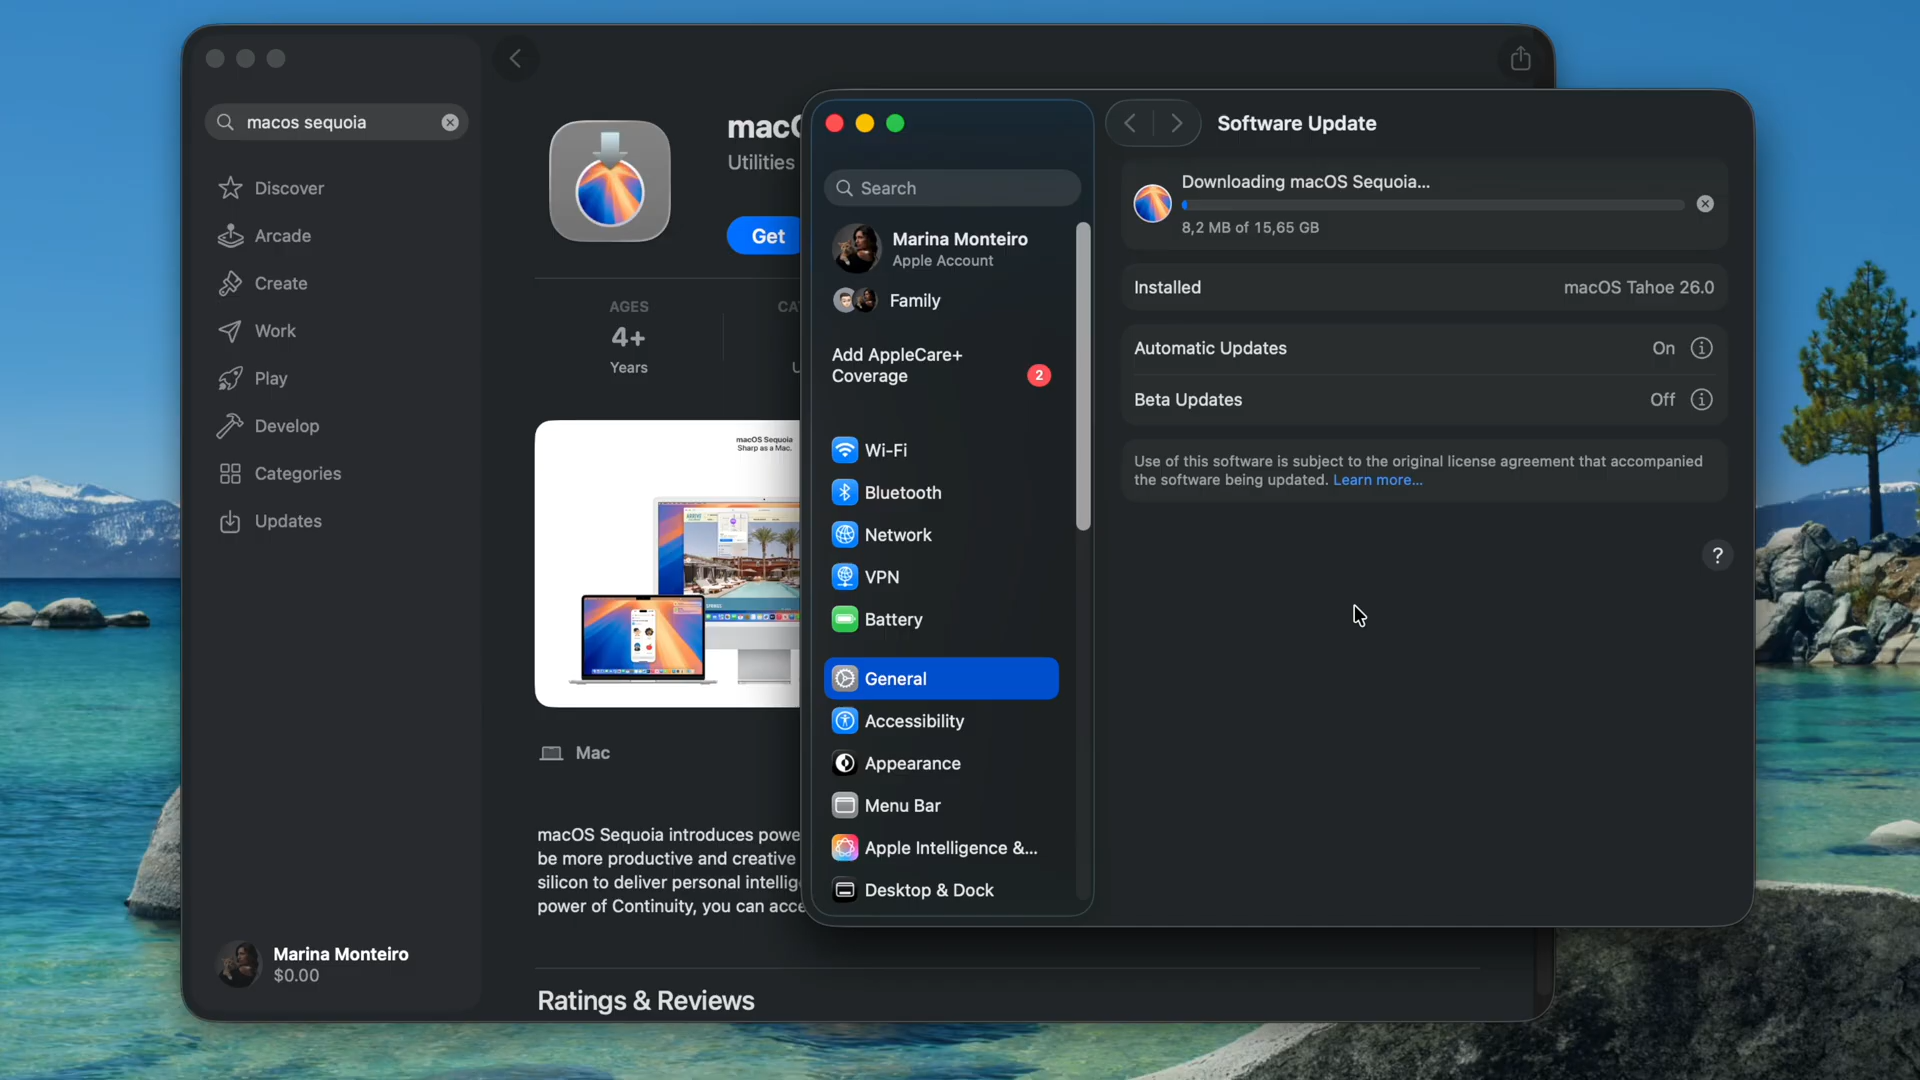 macos sequoia
Discover
Arcade
Create
Work
Play
Develop
Categories
Updates
Marina Monteiro
$0.00
Utilities
Get
AGES
4+
Years
macOS Sequoia
Sharp as a Mac.
Mac
macOS Sequoia introduces
be more productive and creative
silicon to deliver personal
power of Continuity, you can
Ratings & Reviews
Search
Marina Monteiro
Apple Account
Family
Add AppleCare+
Coverage
2
Wi-Fi
Bluetooth
Network
VPN
Battery
General
Accessibility
Appearance
Menu Bar
Apple Intelligence &...
Desktop & Dock
Software Update
Downloading macOS Sequoia...
8,2 MB of 15,65 GB
Installed
macOS Tahoe 26.0
Automatic Updates
On
Beta Updates
Off
Use of this software is subject to the original license agreement that accompanied
the software being updated. Learn more...
?